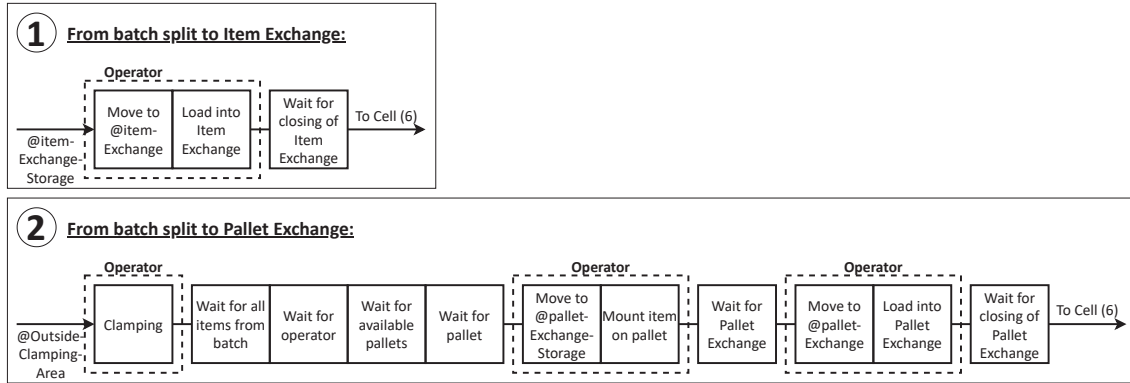 1 From batch split to Item Exchange:
Operator
Move to
@item-
Exchange
Load into
Item
Exchange
Wait for
closing of
Item
Exchange
To Cell (6)
@item-
Exchange-
Storage
2 From batch split to Pallet Exchange:
Operator
Operator
Operator
Clamping
Wait for all
items from
batch
Wait for
operator
Wait for
available
pallets
Wait for
pallet
Move to
@pallet-
Exchange-
Storage
Mount item
on pallet
Wait for
Pallet
Exchange
Move to
@pallet-
Exchange
Load into
Pallet
Exchange
Wait for
closing of
Pallet
Exchange
To Cell (6)
@Outside-
Clamping-
Area